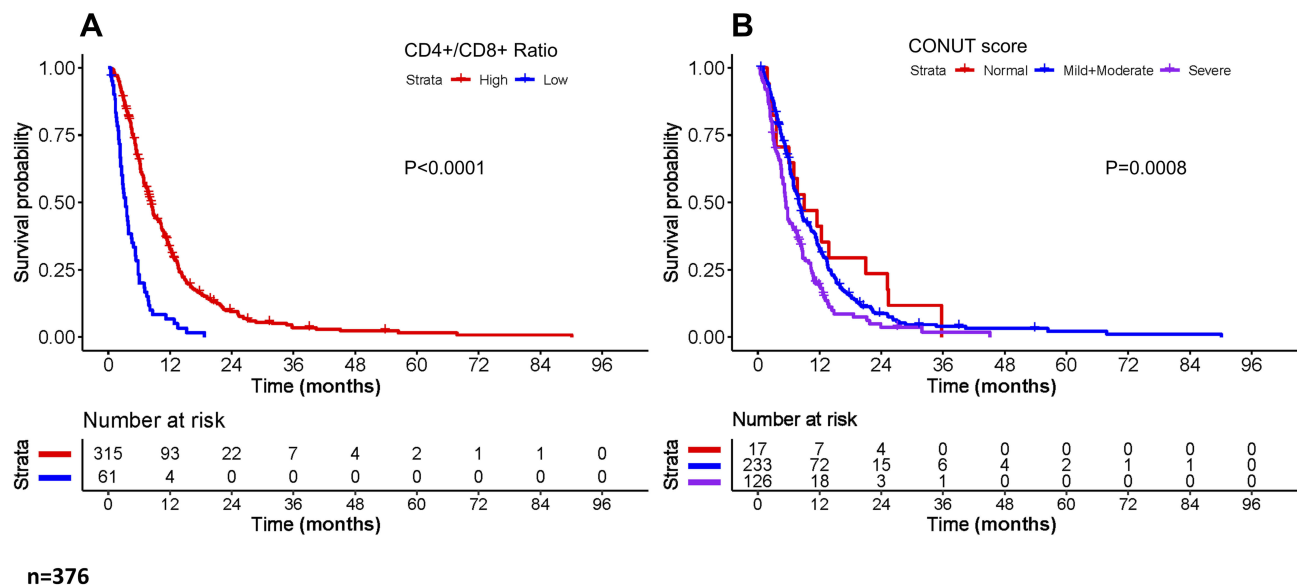 A
CD4+/CD8+ Ratio
Strata High Low
P<0.0001
Survival probability
1.00
0.75
0.50
0.25
0.00
0 12 24 36 48 60 72 84 96
Time (months)
Number at risk
Strata
315 93 22 7 4 2 1 1 0
61 4 0 0 0 0 0 0 0
0 12 24 36 48 60 72 84 96
Time (months)
B
CONUT score
Strata Normal Mild+Moderate Severe
P=0.0008
Survival probability
1.00
0.75
0.50
0.25
0.00
0 12 24 36 48 60 72 84 96
Time (months)
Number at risk
Strata
17 7 4 0 0 0 0 0 0
233 72 15 6 4 2 1 1 0
126 18 3 1 0 0 0 0 0
0 12 24 36 48 60 72 84 96
Time (months)
n=376